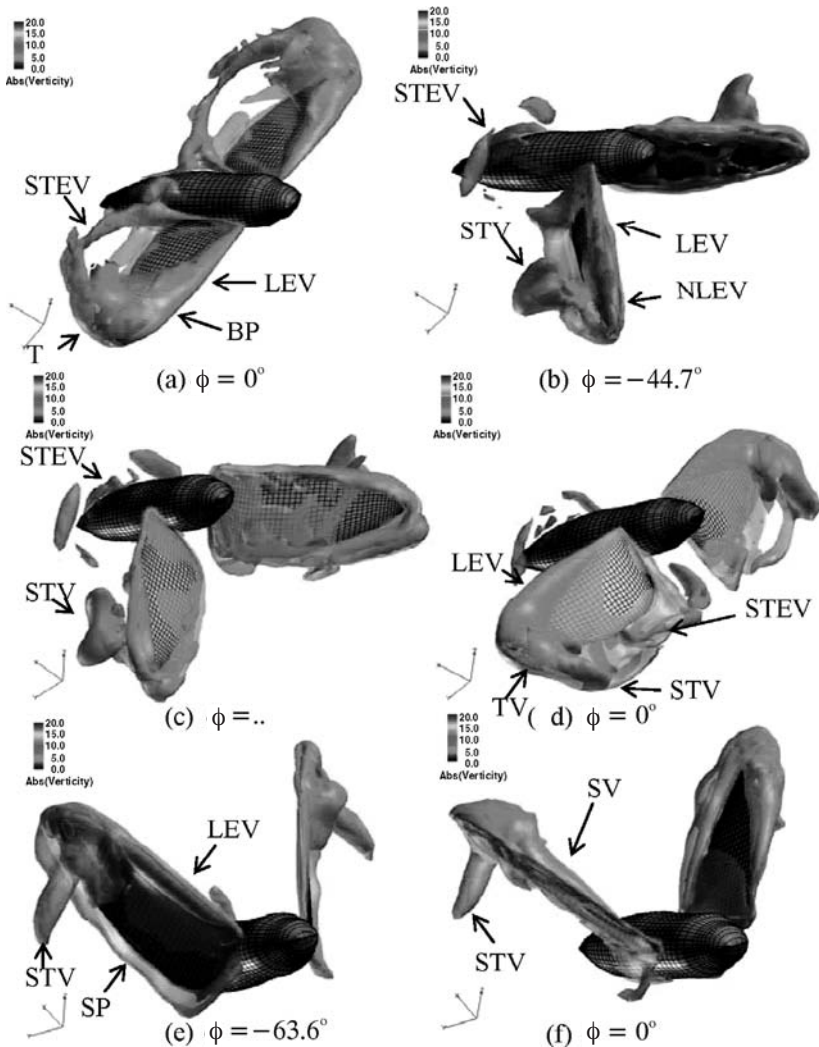 20.0
15.0
10.0
5.0
0.0
Abs(Verticity)
STEV
LEV
BP
T
(a) ϕ = 0°
20.0
15.0
10.0
5.0
0.0
Abs(Verticity)
STEV
STV
LEV
NLEV
(b) ϕ = −44.7°
20.0
15.0
10.0
5.0
0.0
Abs(Verticity)
STEV
STV
(c) ϕ = ..
20.0
15.0
10.0
5.0
0.0
Abs(Verticity)
LEV
STEV
TV
STV
( d) ϕ = 0°
20.0
15.0
10.0
5.0
0.0
Abs(Verticity)
LEV
STV
SP
(e) ϕ = −63.6°
20.0
15.0
10.0
5.0
0.0
Abs(Verticity)
SV
STV
(f) ϕ = 0°